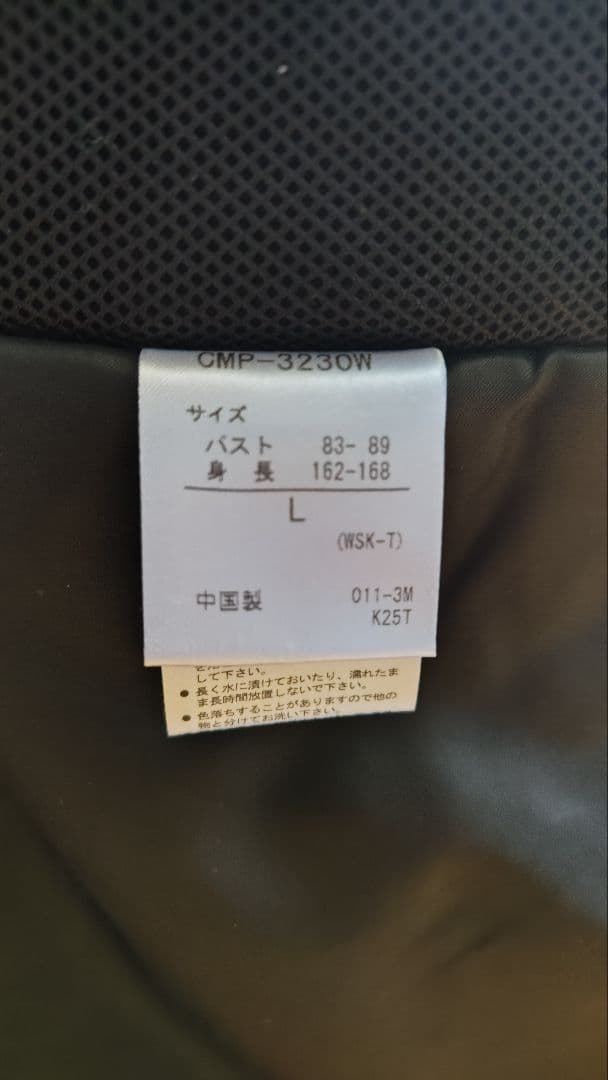 CMP-3230W
サイズ
バスト 83- 89
身 長 162-168
L
(WSK-T)
中国製 011-3M
K25T
して下さい。
● 長く水に漬けておいたり、濡れたま
ま長時間放置しないで下さい。
● 色落ちすることがありますので他の
物と分けてお洗い下さい。